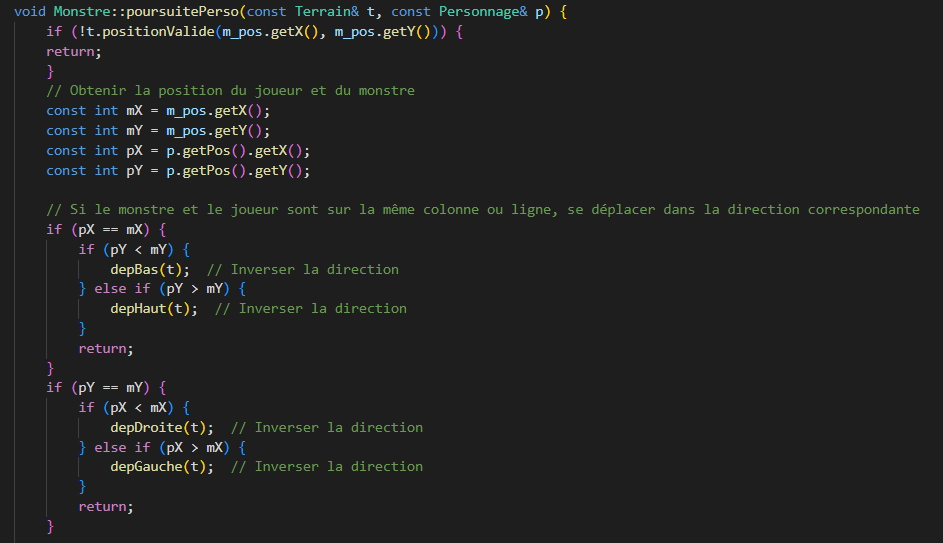 void Monstre::poursuitePerso(const Terrain& t, const Personnage& p) {
    if (!t.positionValide(m_pos.getX(), m_pos.getY())) {
    return;
    }
    // Obtenir la position du joueur et du monstre
    const int mX = m_pos.getX();
    const int mY = m_pos.getY();
    const int pX = p.getPos().getX();
    const int pY = p.getPos().getY();

    // Si le monstre et le joueur sont sur la même colonne ou ligne, se déplacer dans la direction correspondante
    if (pX == mX) {
        if (pY < mY) {
            depBas(t);  // Inverser la direction
        } else if (pY > mY) {
            depHaut(t);  // Inverser la direction
        }
        return;
    }
    if (pY == mY) {
        if (pX < mX) {
            depDroite(t);  // Inverser la direction
        } else if (pX > mX) {
            depGauche(t);  // Inverser la direction
        }
        return;
    }